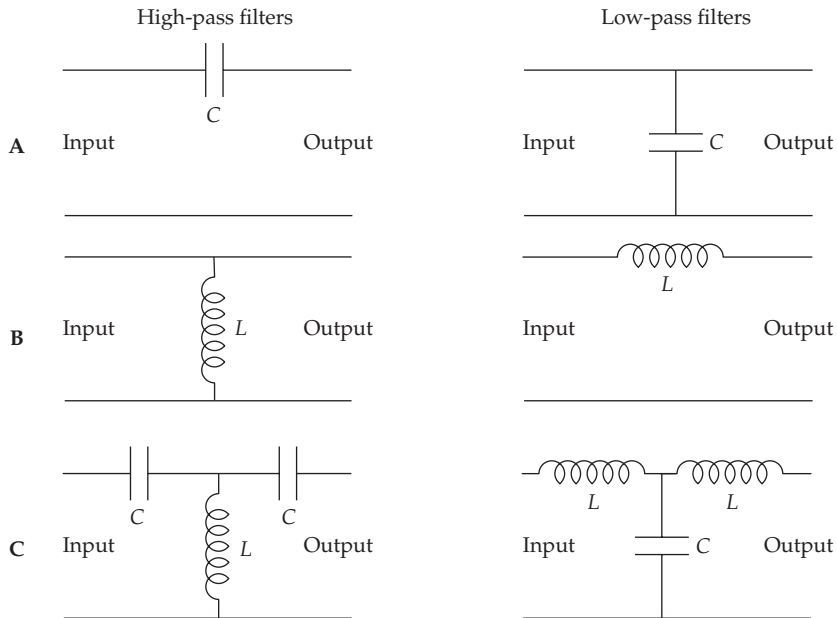 High-pass filters Low-pass filters
C
C
A Input Output Input Output
L
B Input L Output Input Output
C C L L
C Input L Output Input C Output